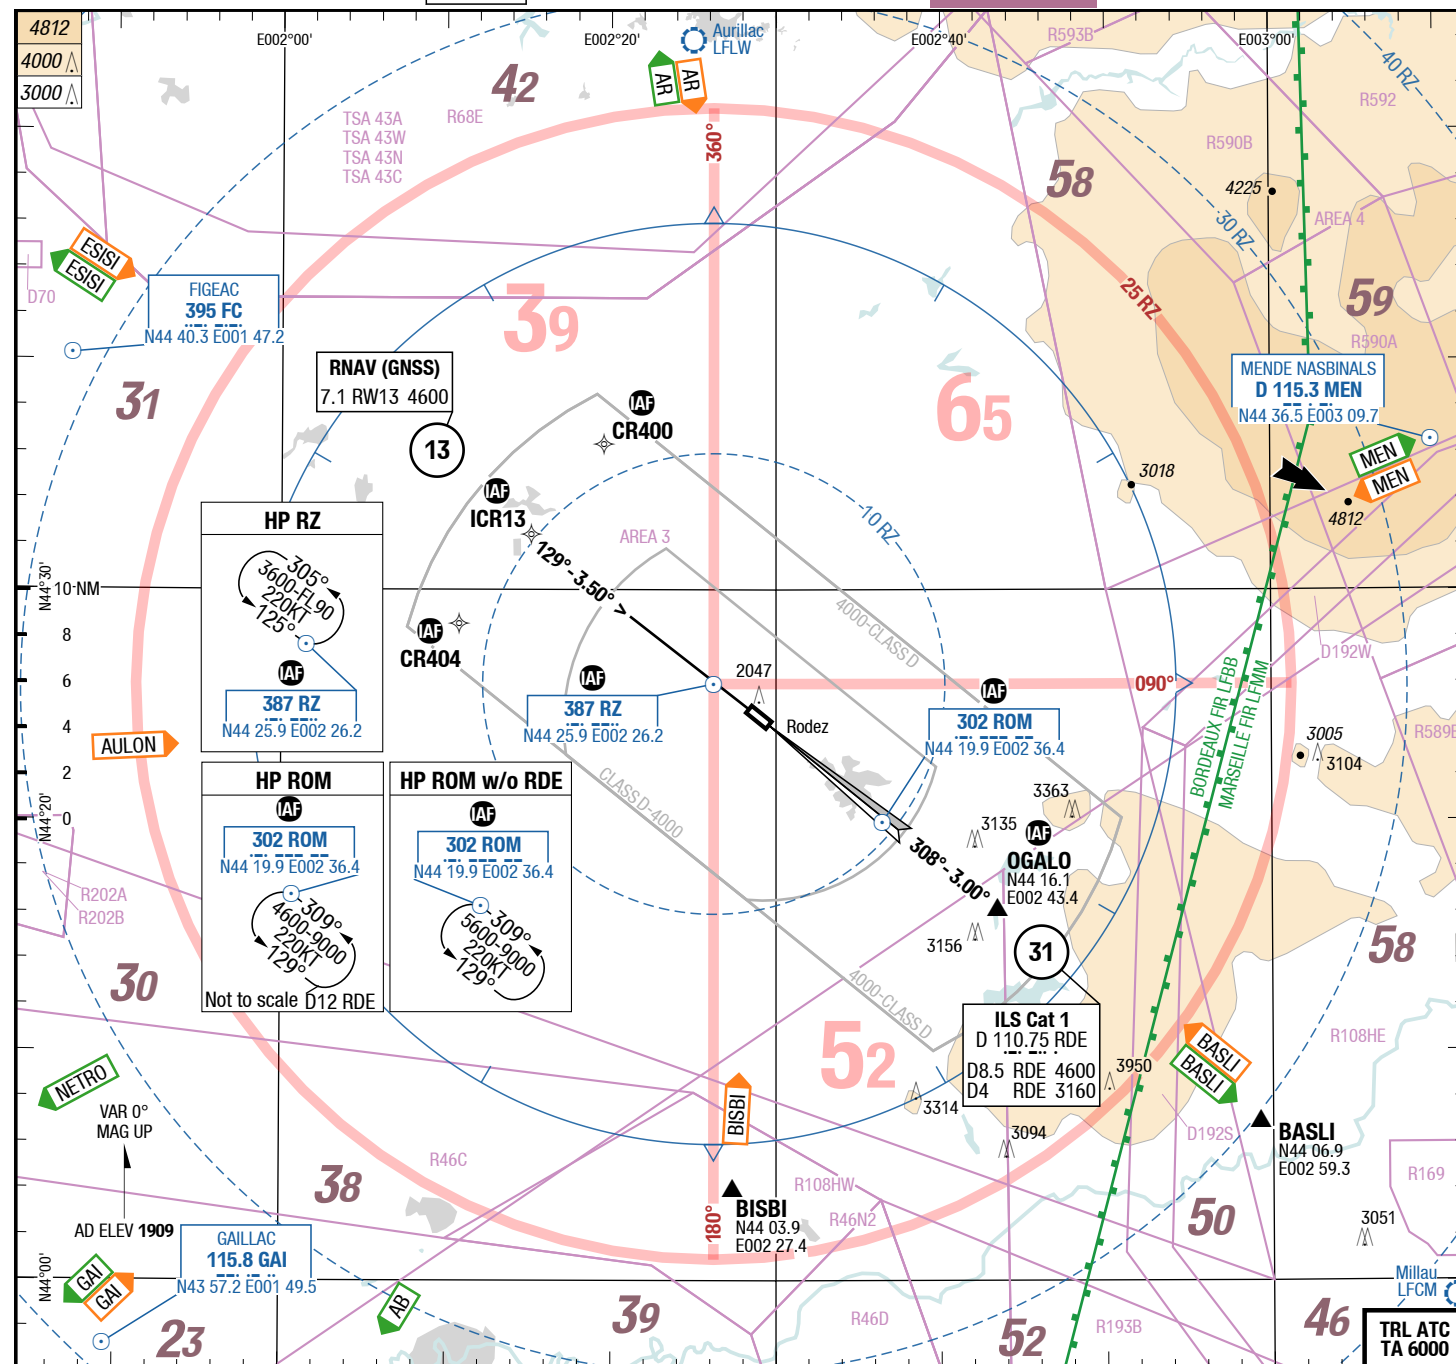 4812
4000
3000
E002°00'
E002°20'
E002°40'
E003°00'
Aurillac
LFLW
AR
AR
42
TSA 43A
TSA 43W
TSA 43N
TSA 43C
R68E
360°
R593B
40 RZ
R592
R590B
58
4225
AREA 4
30 RZ
ESISI
ESISI
D70
FIGEAC
395 FC
N44 40.3 E001 47.2
39
25 RZ
59
R590A
31
RNAV (GNSS)
7.1 RW13 4600
13
IAF
CR400
65
MENDE NASBINALS
D 115.3 MEN
N44 36.5 E003 09.7
MEN
MEN
3018
4812
IAF
ICR13
HP RZ
305°
3600-FL90
220KT
125°
IAF
387 RZ
N44 25.9 E002 26.2
129°-3.50° >
AREA 3
10 RZ
N44°30'
10 NM
8
6
4
2
0
N44°20'
IAF
CR404
4000-CLASS D
D192W
IAF
387 RZ
N44 25.9 E002 26.2
2047
Rodez
090°
IAF
302 ROM
N44 19.9 E002 36.4
BORDEAUX FIR LFBB
MARSEILLE FIR LFMM
3005
3104
R589E
AULON
HP ROM
IAF
302 ROM
N44 19.9 E002 36.4
309°
4600-9000
220KT
129°
Not to scale D12 RDE
HP ROM w/o RDE
IAF
302 ROM
N44 19.9 E002 36.4
309°
5600-9000
220KT
129°
CLASS D-4000
3363
3135
IAF
OGALO
N44 16.1
E002 43.4
308°-3.00°
3156
31
R202A
R202B
30
4000-CLASS D
58
ILS Cat 1
D 110.75 RDE
D8.5 RDE 4600
D4 RDE 3160
52
3950
3314
3094
BASLI
BASLI
R108HE
D192S
BASLI
N44 06.9
E002 59.3
R169
NETRO
VAR 0°
MAG UP
AD ELEV 1909
BISBI
R46C
38
180°
BISBI
N44 03.9
E002 27.4
R108HW
R46N2
50
3051
N44°00'
GAI
GAI
GAILLAC
115.8 GAI
N43 57.2 E001 49.5
23
AB
39
R46D
52
R193B
46
Millau
LFCM
TRL ATC
TA 6000